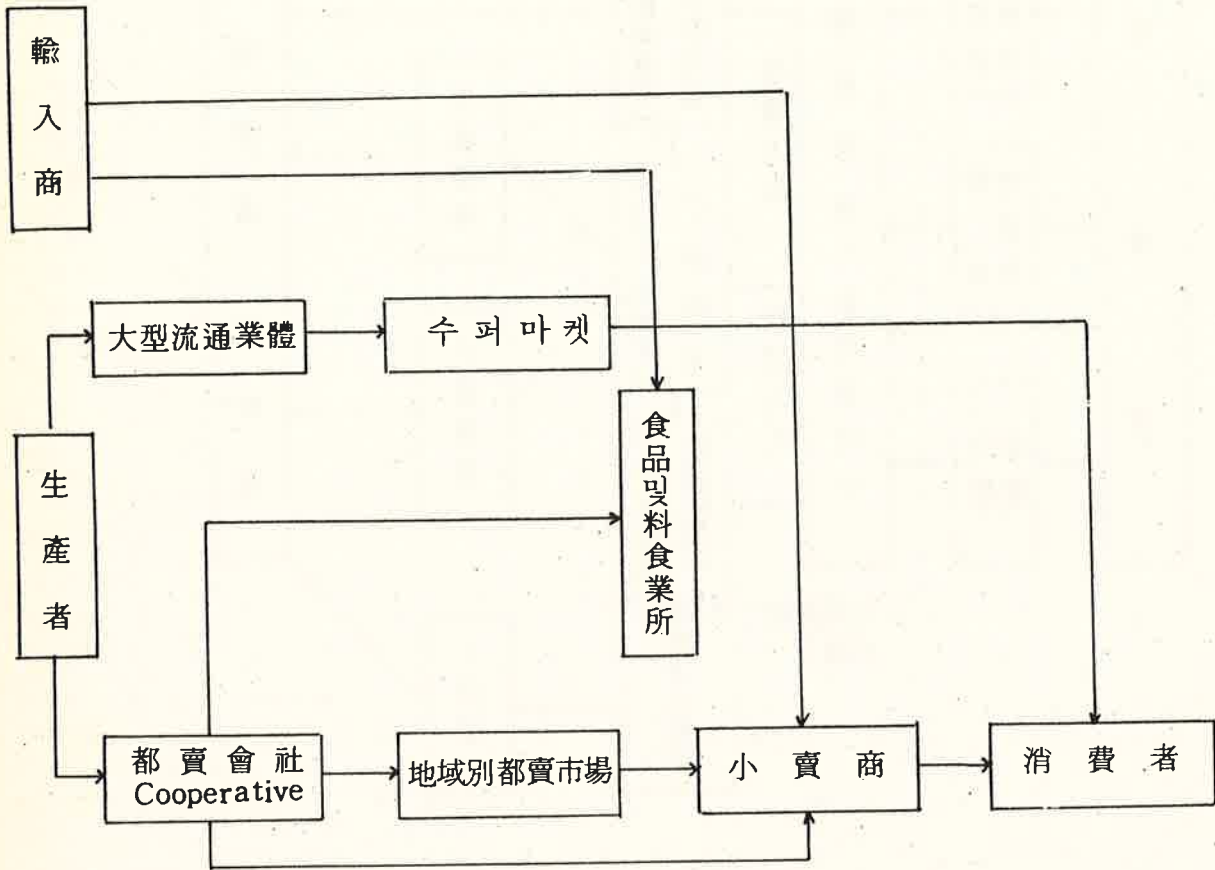 輸入商
大型流通業體
수퍼마켓
食品및料食業所
生產者
都賣會社
Cooperative
地域別都賣市場
小賣商
消費者